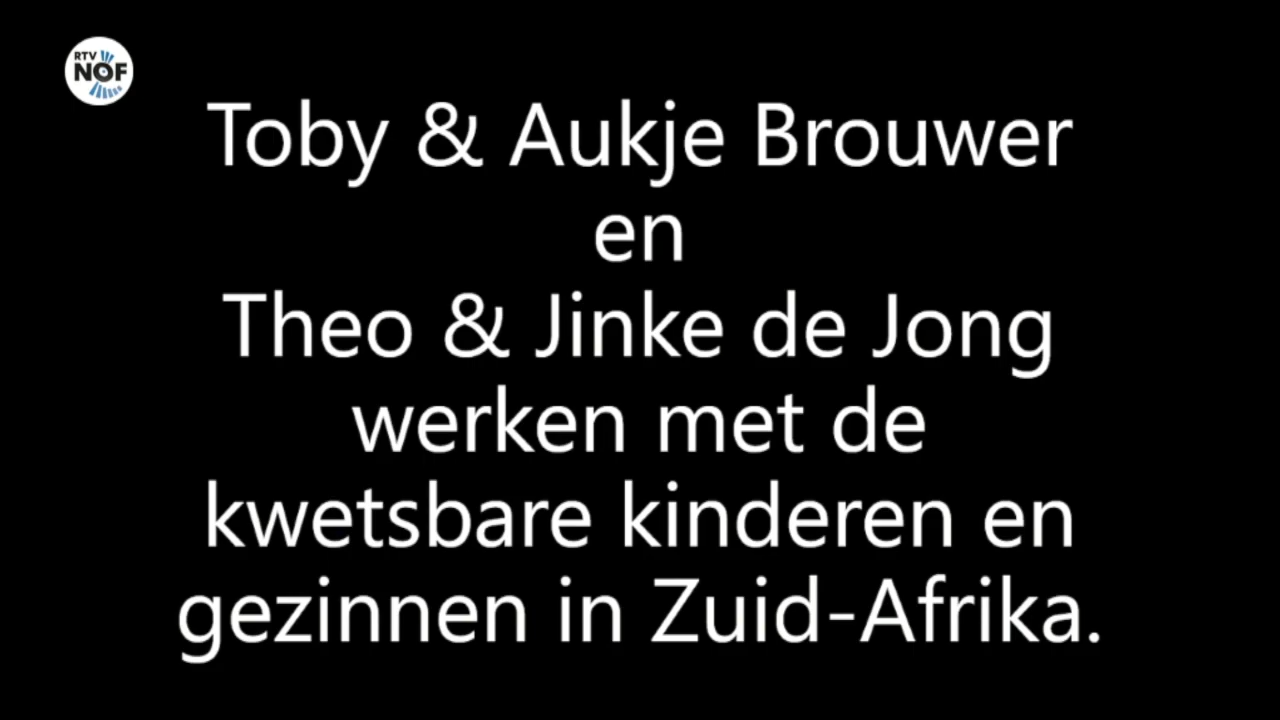 RTV
NOF
Toby & Aukje Brouwer
en
Theo & Jinke de Jong
werken met de
kwetsbare kinderen en
gezinnen in Zuid-Afrika.